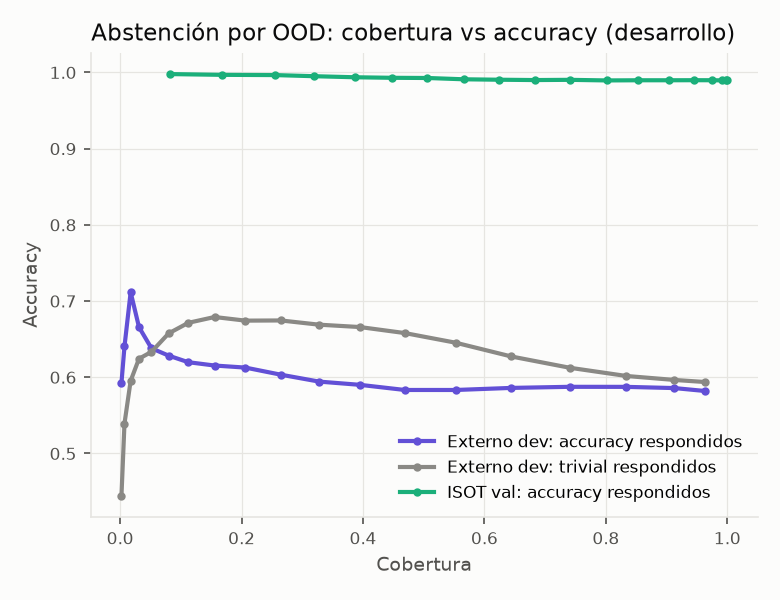 Abstención por OOD: cobertura vs accuracy (desarrollo)
1.0
0.9
0.8
0.7
0.6
0.5
Accuracy
Externo dev: accuracy respondidos
Externo dev: trivial respondidos
ISOT val: accuracy respondidos
0.0 0.2 0.4 0.6 0.8 1.0
Cobertura